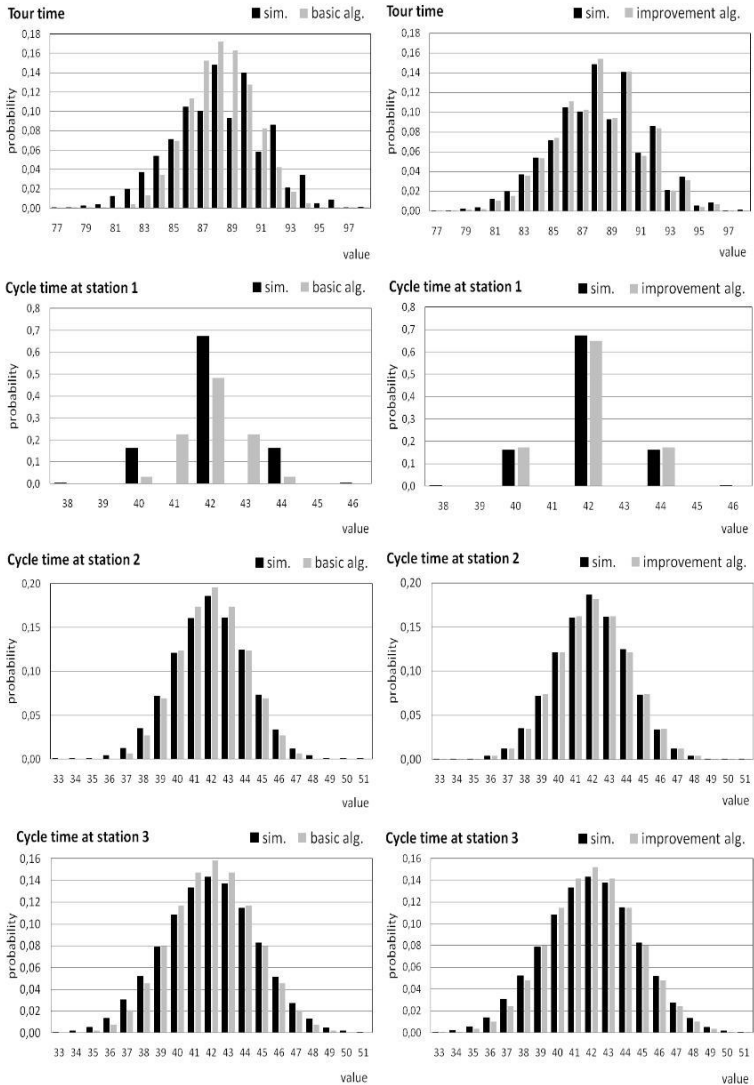 Tour time
sim. basic alg.
probability
0,18
0,16
0,14
0,12
0,10
0,08
0,06
0,04
0,02
0,00
77 79 81 83 85 87 89 91 93 95 97
value
Tour time
sim. improvement alg.
probability
0,18
0,16
0,14
0,12
0,10
0,08
0,06
0,04
0,02
0,00
77 79 81 83 85 87 89 91 93 95 97
value
Cycle time at station 1
sim. basic alg.
probability
0,8
0,7
0,6
0,5
0,4
0,3
0,2
0,1
0,0
38 39 40 41 42 43 44 45 46
value
Cycle time at station 1
sim. improvement alg.
probability
0,8
0,7
0,6
0,5
0,4
0,3
0,2
0,1
0,0
38 39 40 41 42 43 44 45 46
value
Cycle time at station 2
sim. basic alg.
probability
0,20
0,15
0,10
0,05
0,00
33 34 35 36 37 38 39 40 41 42 43 44 45 46 47 48 49 50 51
value
Cycle time at station 2
sim. improvement alg.
probability
0,20
0,15
0,10
0,05
0,00
33 34 35 36 37 38 39 40 41 42 43 44 45 46 47 48 49 50 51
value
Cycle time at station 3
sim. basic alg.
probability
0,16
0,14
0,12
0,10
0,08
0,06
0,04
0,02
0,00
33 34 35 36 37 38 39 40 41 42 43 44 45 46 47 48 49 50 51
value
Cycle time at station 3
sim. improvement alg.
probability
0,16
0,14
0,12
0,10
0,08
0,06
0,04
0,02
0,00
33 34 35 36 37 38 39 40 41 42 43 44 45 46 47 48 49 50 51
value